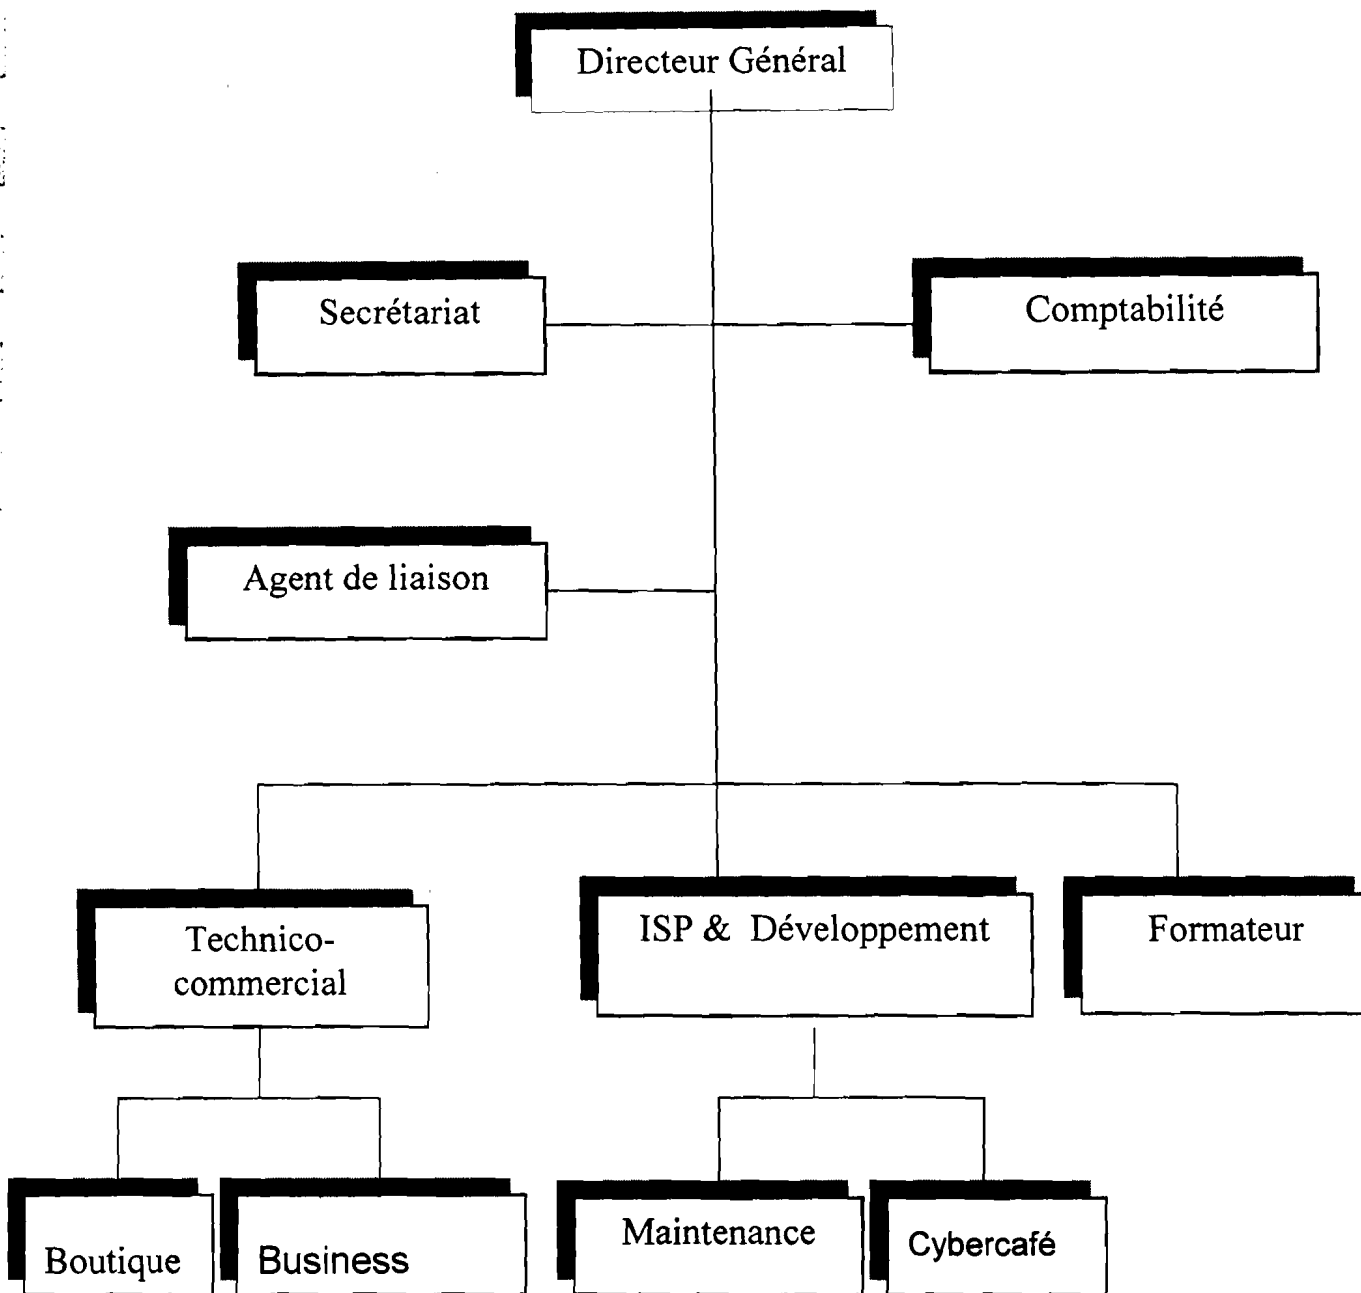 Directeur Général
Secrétariat
Comptabilité
Agent de liaison
Technico-
commercial
ISP & Développement
Formateur
Boutique
Business
Maintenance
Cybercafé